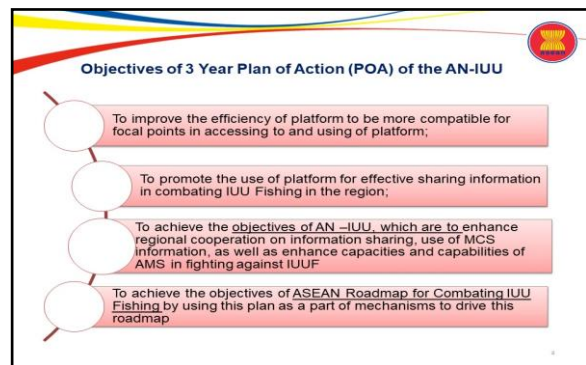 asean
Objectives of 3 Year Plan of Action (POA) of the AN-IUU
To improve the efficiency of platform to be more compatible for
focal points in accessing to and using of platform;
To promote the use of platform for effective sharing information
in combating IUU Fishing in the region;
To achieve the objectives of AN –IUU, which are to enhance
regional cooperation on information sharing, use of MCS
information, as well as enhance capacities and capabilities of
AMS in fighting against IUUF
To achieve the objectives of ASEAN Roadmap for Combating IUU
Fishing by using this plan as a part of mechanisms to drive this
roadmap